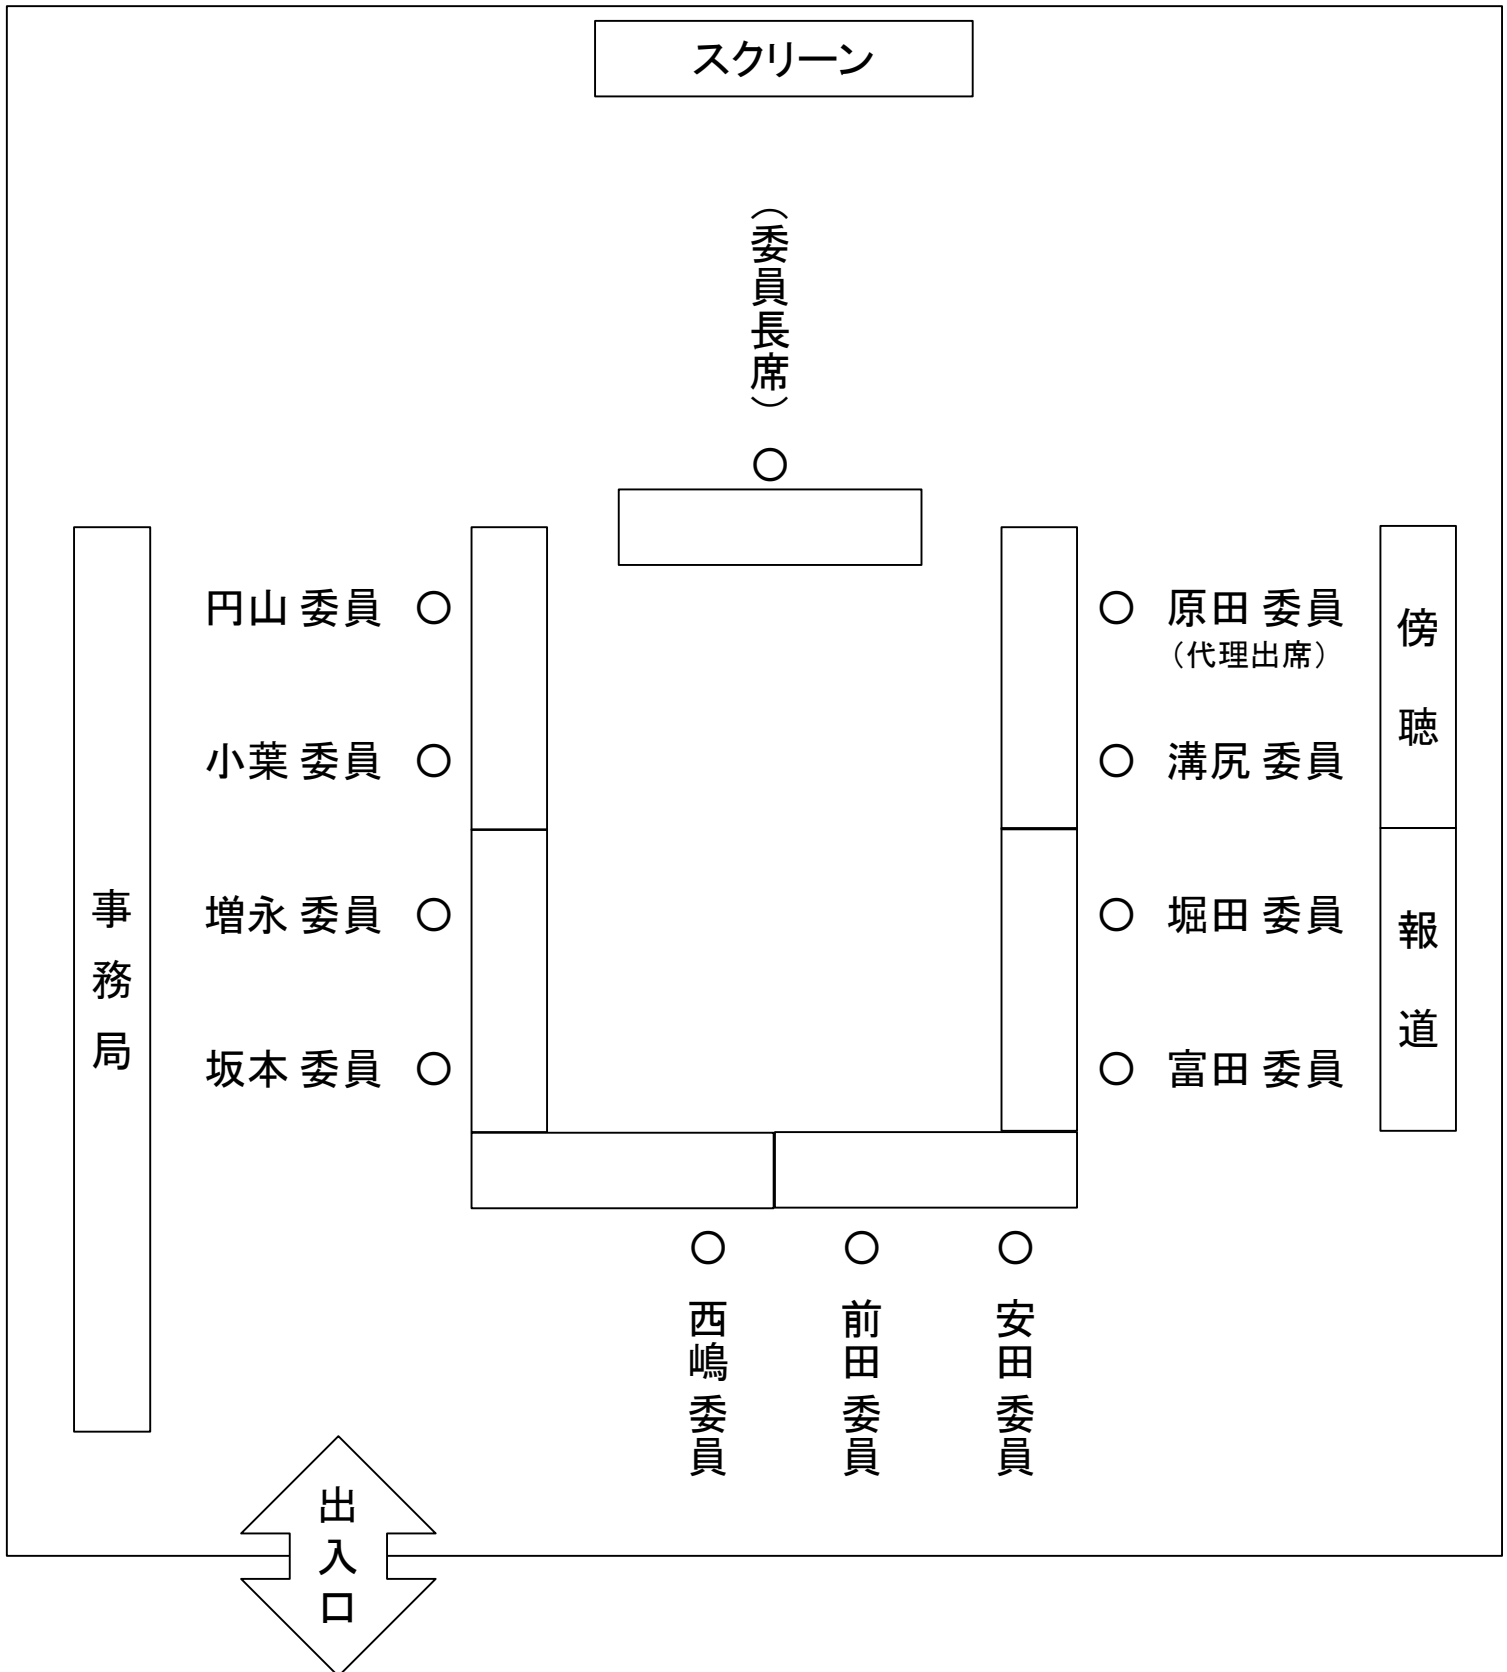 スクリーン
（委員長席）
円山 委員
小葉 委員
増永 委員
坂本 委員
原田 委員
（代理出席）
溝尻 委員
堀田 委員
富田 委員
傍聴
報道
事務局
西嶋 委員
前田 委員
安田 委員
出入口